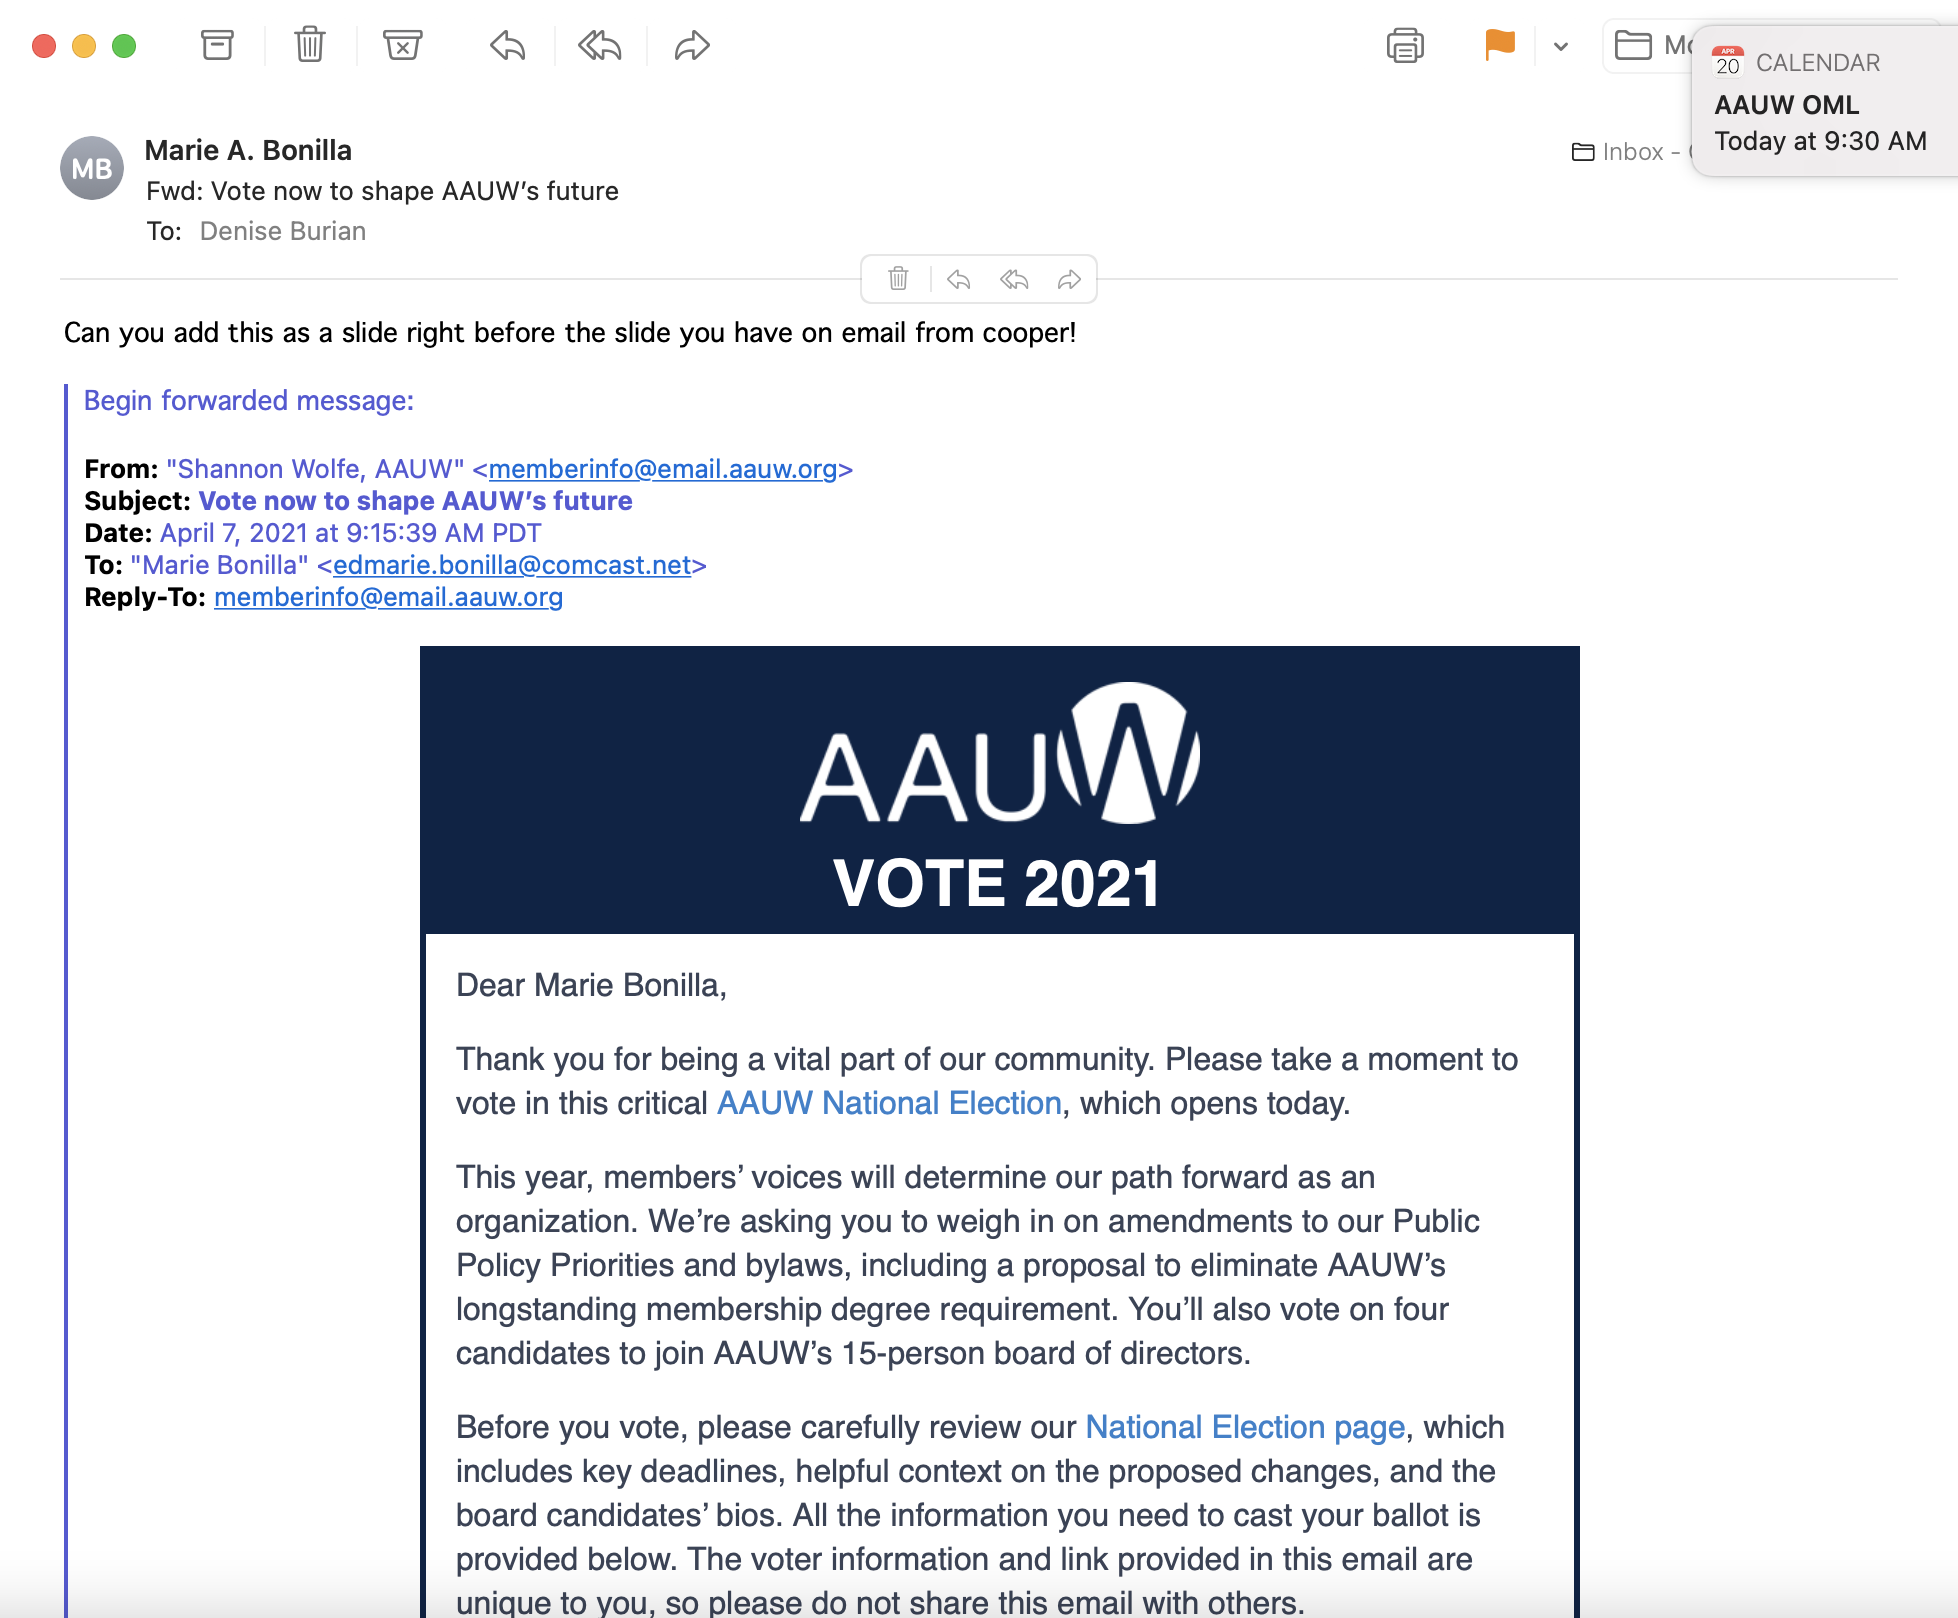 Mo
APR
20
CALENDAR
AAUW OML
Today at 9:30 AM
MB
Marie A. Bonilla
Inbox -
Fwd: Vote now to shape AAUW’s future
To: Denise Burian
Can you add this as a slide right before the slide you have on email from cooper!
Begin forwarded message:
From: "Shannon Wolfe, AAUW" <memberinfo@email.aauw.org>
Subject: Vote now to shape AAUW’s future
Date: April 7, 2021 at 9:15:39 AM PDT
To: "Marie Bonilla" <edmarie.bonilla@comcast.net>
Reply-To: memberinfo@email.aauw.org
AAUW
VOTE 2021
Dear Marie Bonilla,
Thank you for being a vital part of our community. Please take a moment to
vote in this critical AAUW National Election, which opens today.
This year, members’ voices will determine our path forward as an
organization. We’re asking you to weigh in on amendments to our Public
Policy Priorities and bylaws, including a proposal to eliminate AAUW’s
longstanding membership degree requirement. You’ll also vote on four
candidates to join AAUW’s 15-person board of directors.
Before you vote, please carefully review our National Election page, which
includes key deadlines, helpful context on the proposed changes, and the
board candidates’ bios. All the information you need to cast your ballot is
provided below. The voter information and link provided in this email are
unique to you, so please do not share this email with others.